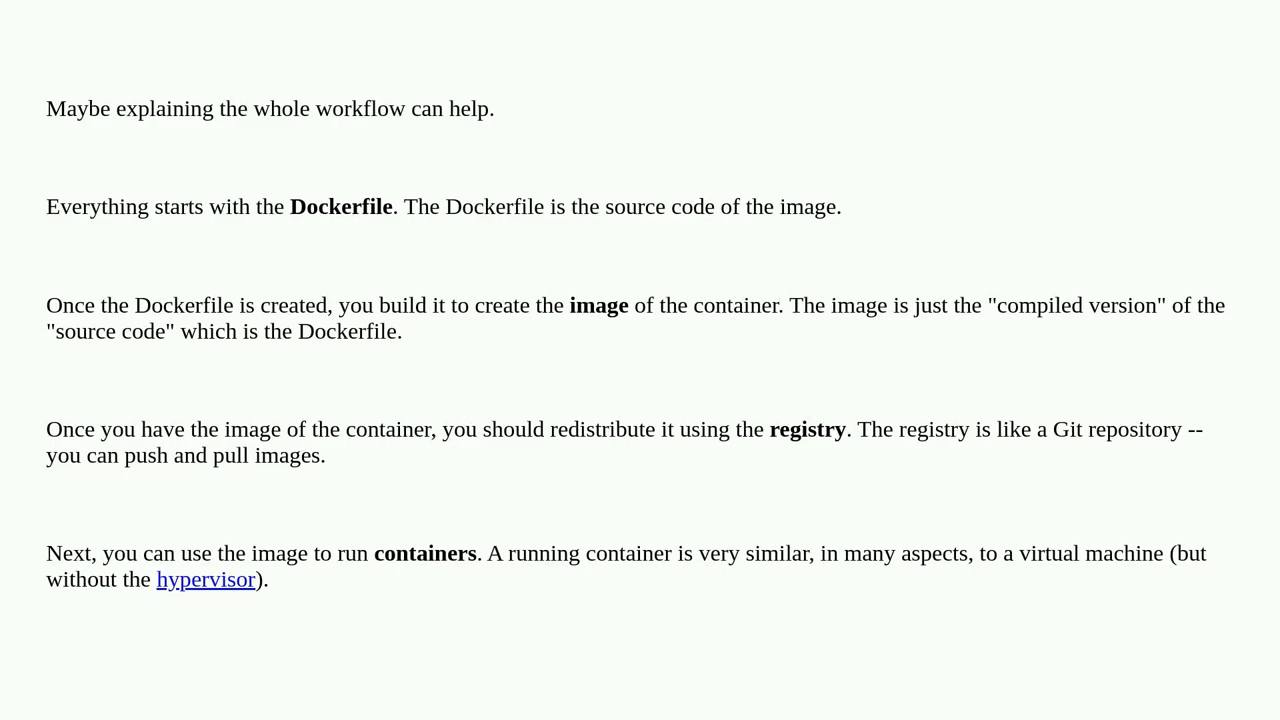 Maybe explaining the whole workflow can help.
Everything starts with the Dockerfile. The Dockerfile is the source code of the image.
Once the Dockerfile is created, you build it to create the image of the container. The image is just the "compiled version" of the
"source code" which is the Dockerfile.
Once you have the image of the container, you should redistribute it using the registry. The registry is like a Git repository --
you can push and pull images.
Next, you can use the image to run containers. A running container is very similar, in many aspects, to a virtual machine (but
without the hypervisor).